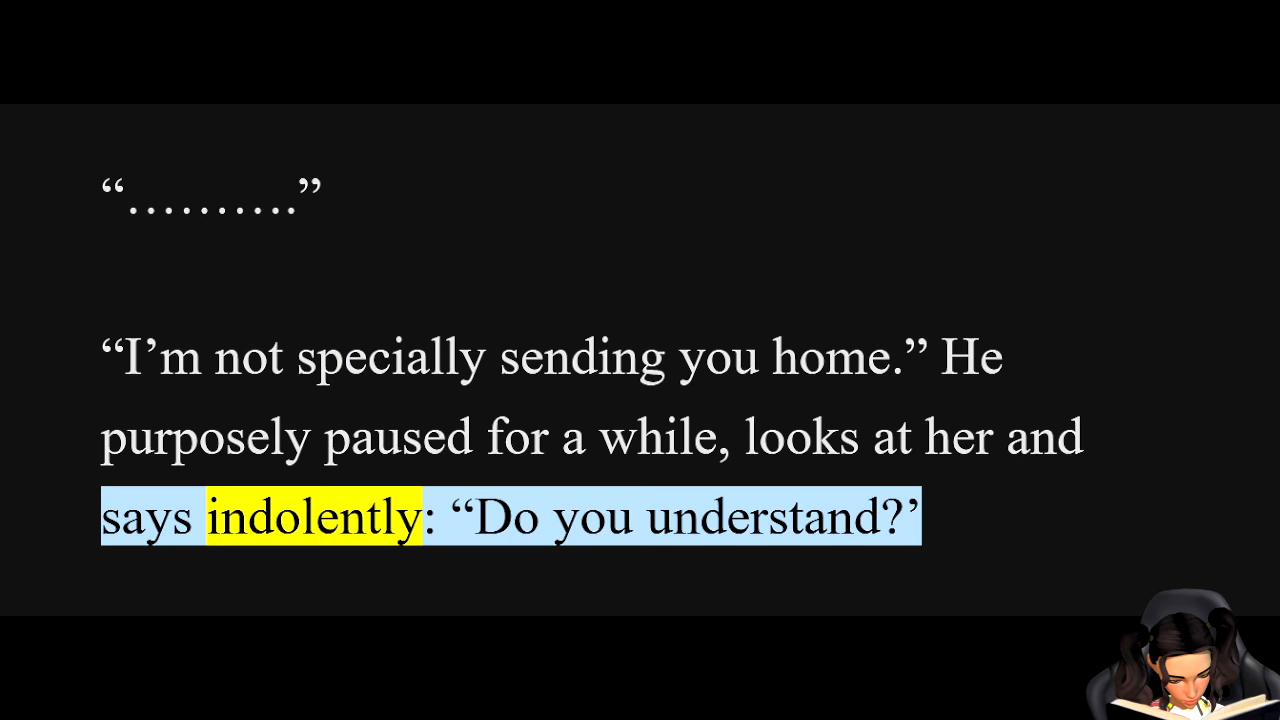 “……….”
“I’m not specially sending you home.” He
purposely paused for a while, looks at her and
says indolently: “Do you understand?’